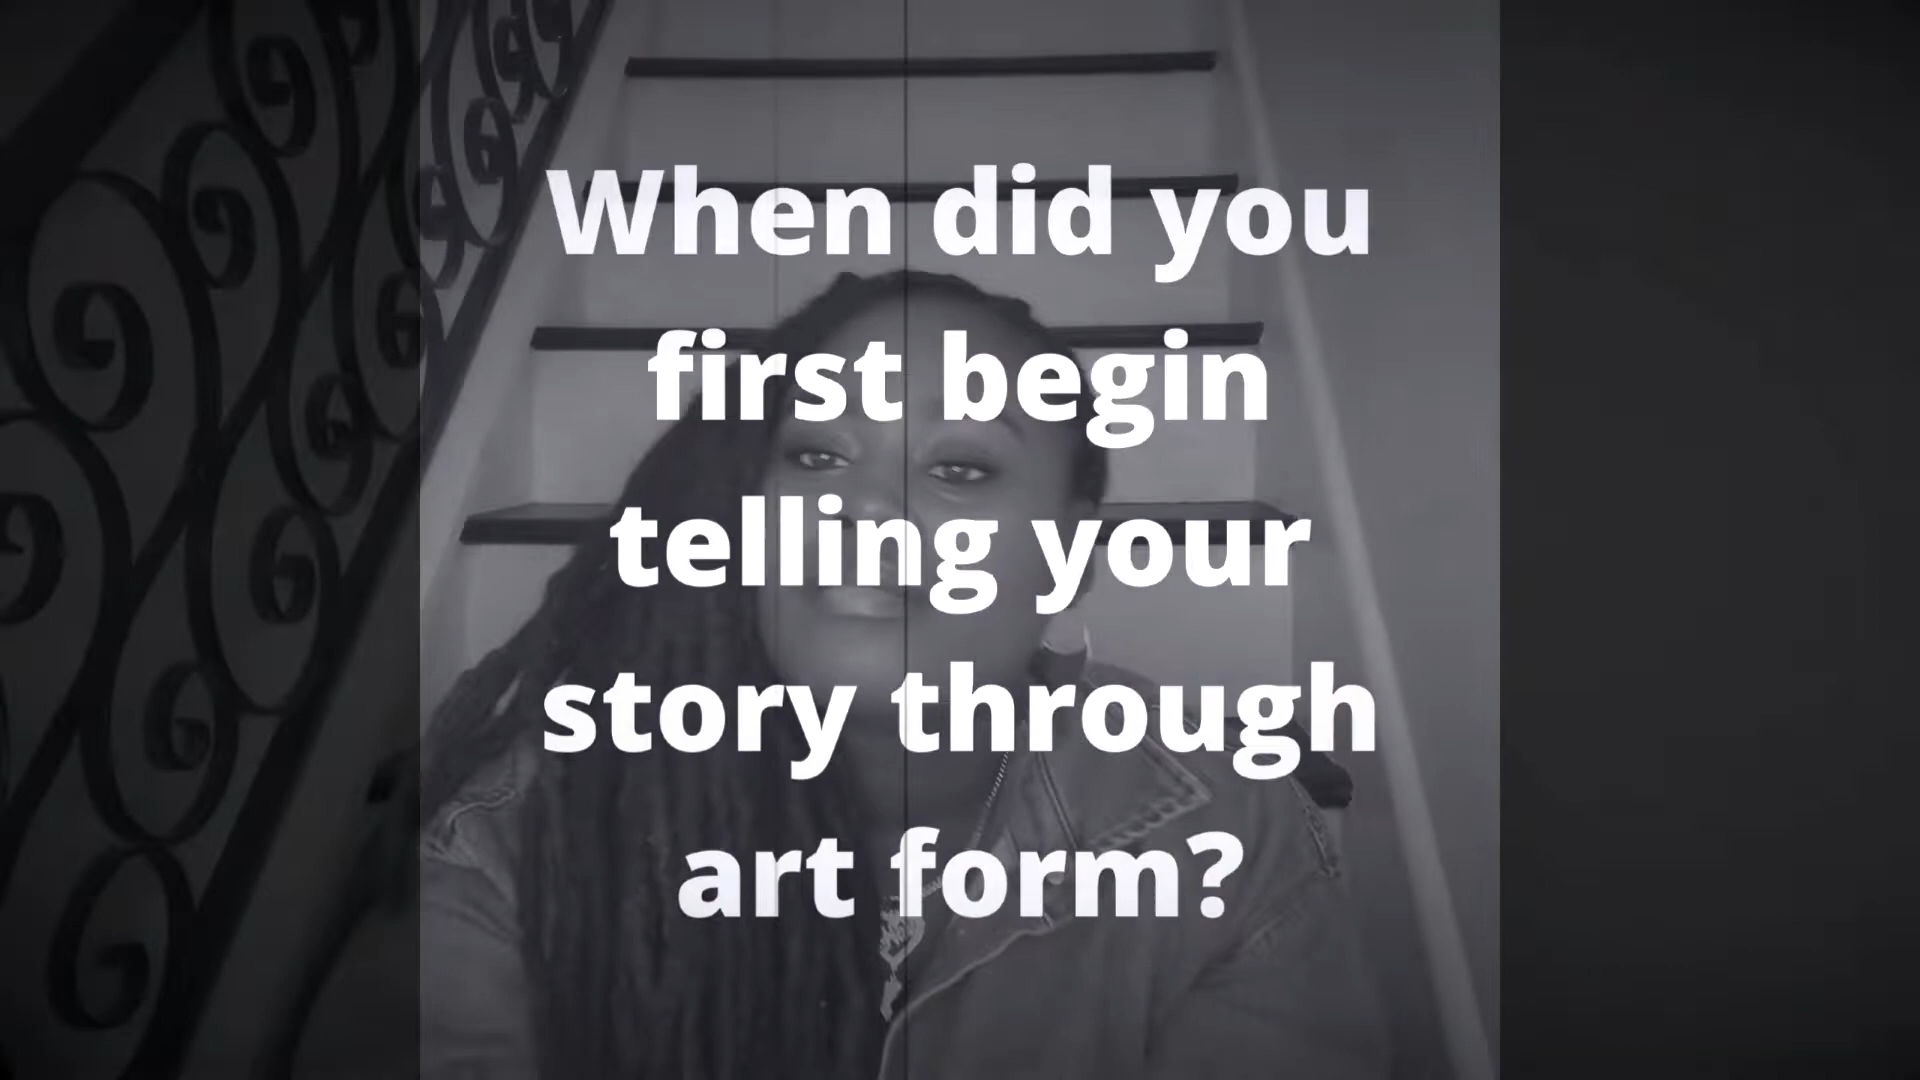 When did you
first begin
telling your
story through
art form?